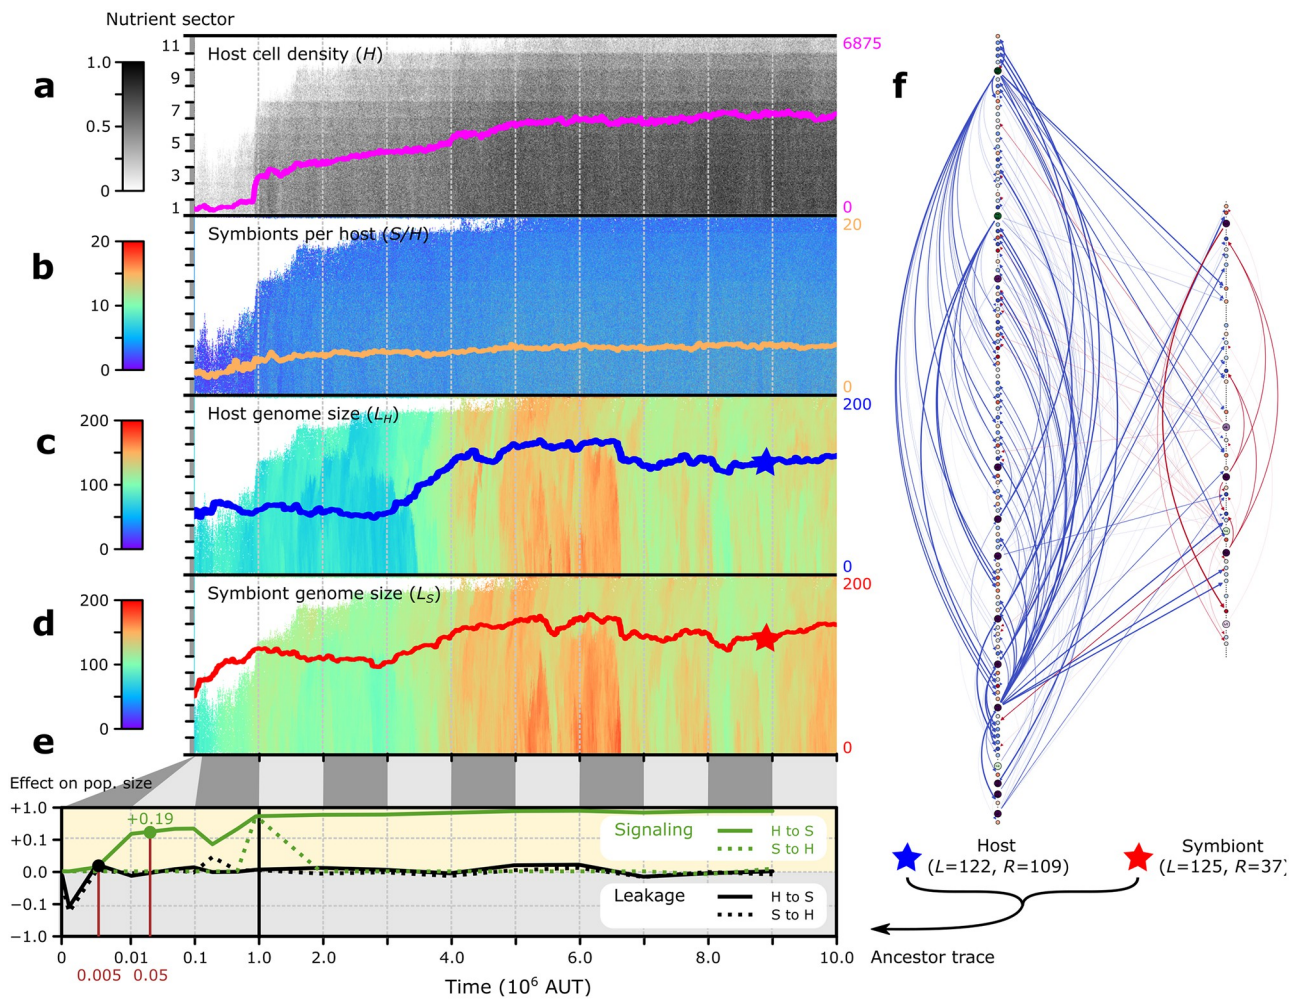 Nutrient sector
a
1.0
0.5
0
11
9
7
5
3
1
Host cell density (H)
6875
0
b
20
10
0
Symbionts per host (S/H)
20
0
c
200
100
0
Host genome size (L_H)
200
0
d
200
100
0
Symbiont genome size (L_S)
200
0
e
Effect on pop. size
+1.0
+0.1
0.0
−0.1
−1.0
+0.19
Signaling
H to S
S to H
Leakage
H to S
S to H
0
0.01
0.1
1.0
2.0
4.0
6.0
8.0
10.0
0.005
0.05
Time (10^6 AUT)
f
Host
(L=122, R=109)
Symbiont
(L=125, R=37)
Ancestor trace